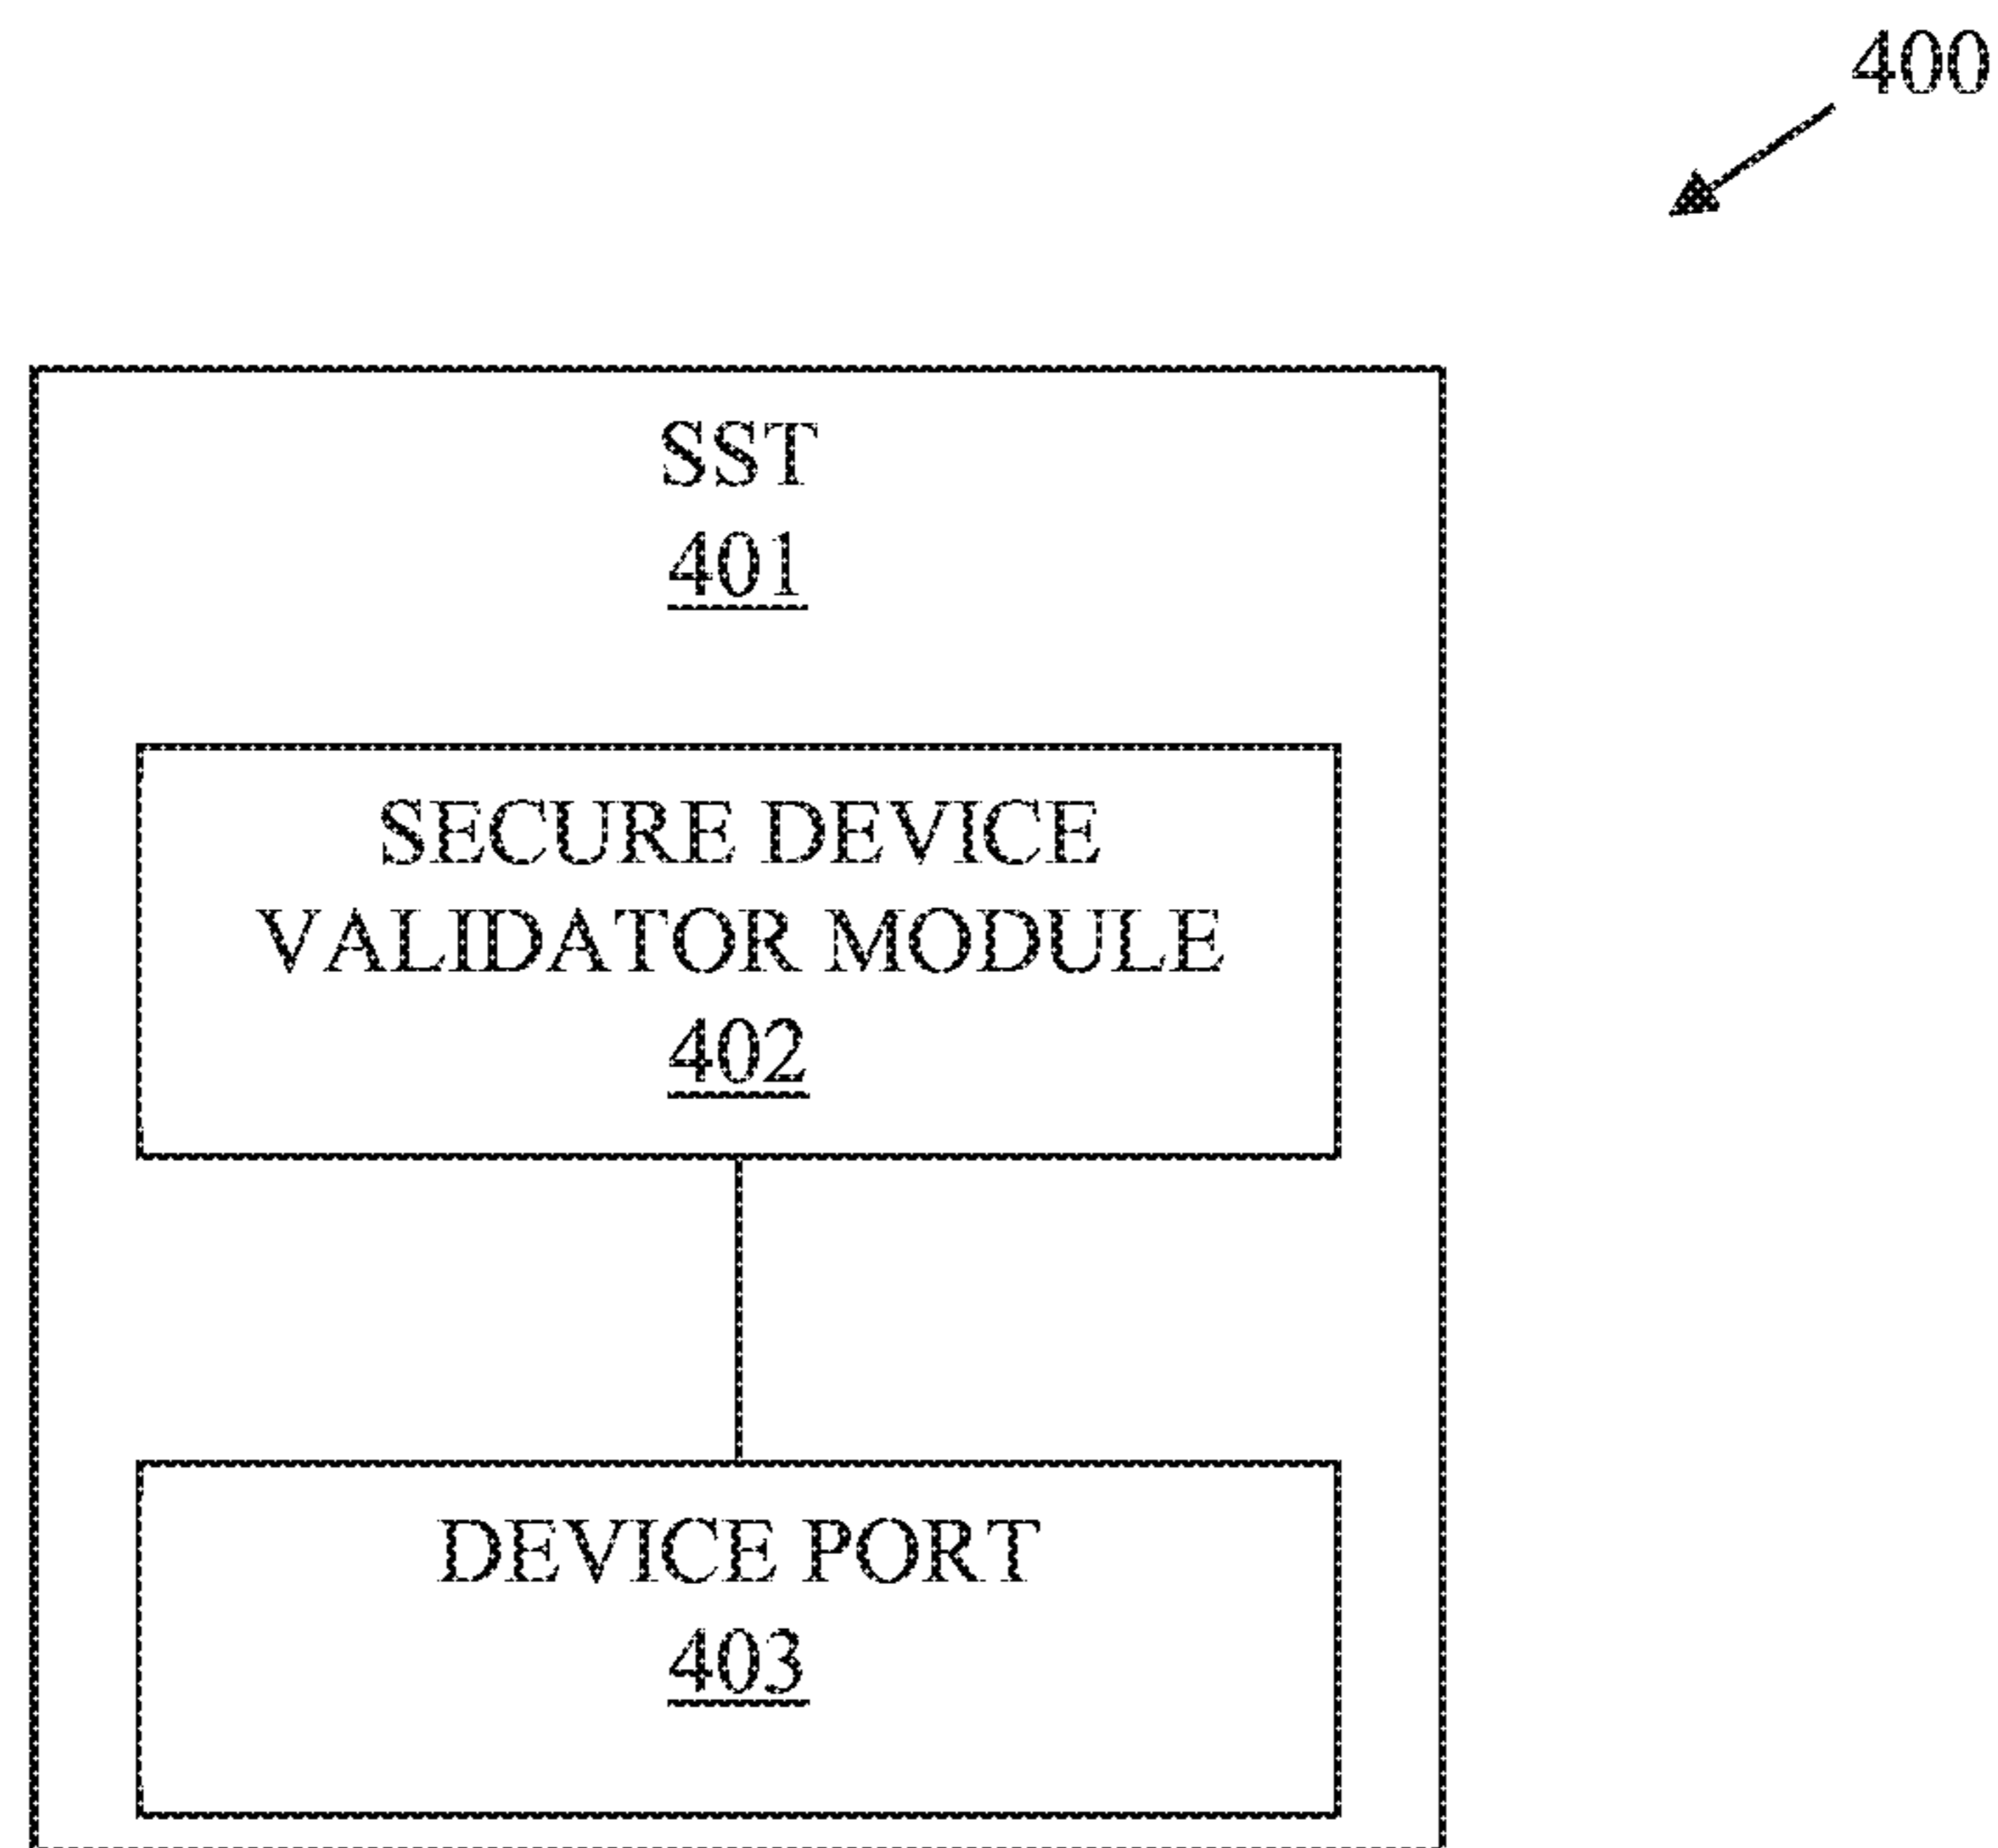 400
SST
401
SECURE DEVICE
VALIDATOR MODULE
402
DEVICE PORT
403